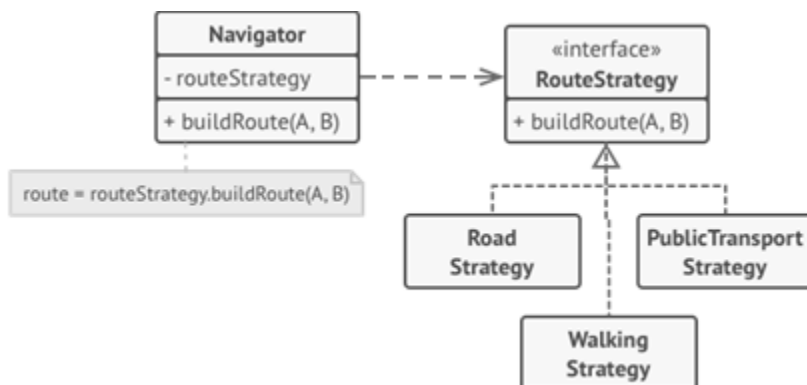 Navigator
- routeStrategy
+ buildRoute(A, B)
route = routeStrategy.buildRoute(A, B)
«interface»
RouteStrategy
+ buildRoute(A, B)
Road
Strategy
PublicTransport
Strategy
Walking
Strategy